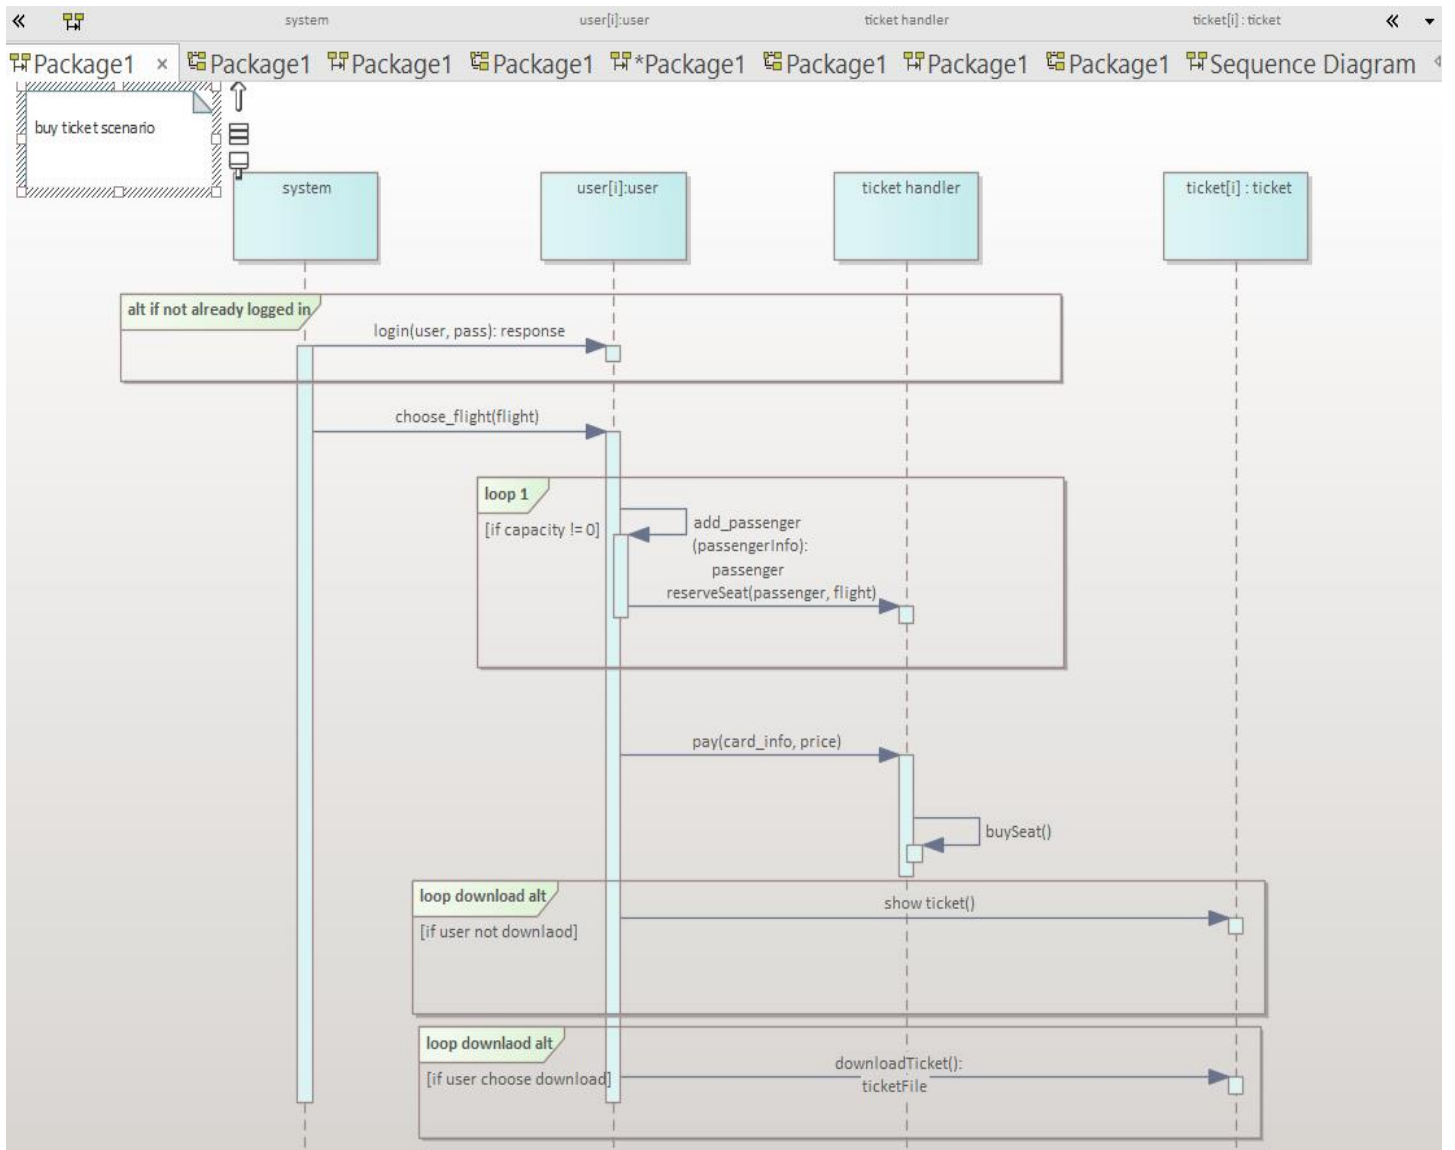 system user[i]:user ticket handler ticket[i] : ticket
Package1 Package1 Package1 Package1 *Package1 Package1 Package1 Package1 Sequence Diagram
buy ticket scenario
system user[i]:user ticket handler ticket[i] : ticket
alt if not already logged in
login(user, pass): response
choose_flight(flight)
loop 1
[if capacity != 0]
add_passenger
(passengerInfo):
passenger
reserveSeat(passenger, flight)
pay(card_info, price)
buySeat()
loop download alt
show ticket()
[if user not downlaod]
loop downlaod alt
[if user choose download]
downloadTicket():
ticketFile